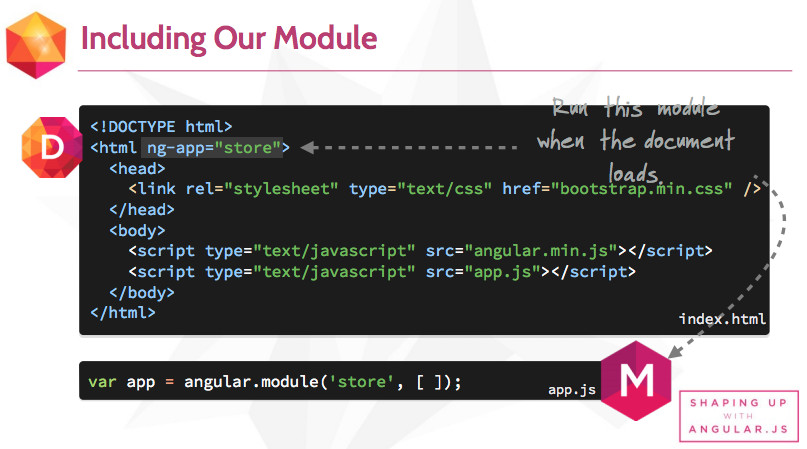 Including Our Module
Run this module
when the document
loads.
D
<!DOCTYPE html>
<html ng-app="store">
<head>
<link rel="stylesheet" type="text/css" href="bootstrap.min.css" />
</head>
<body>
<script type="text/javascript" src="angular.min.js"></script>
<script type="text/javascript" src="app.js"></script>
</body>
</html>
index.html
var app = angular.module('store', [ ]);
app.js
M
SHAPING UP
WITH
ANGULAR.JS